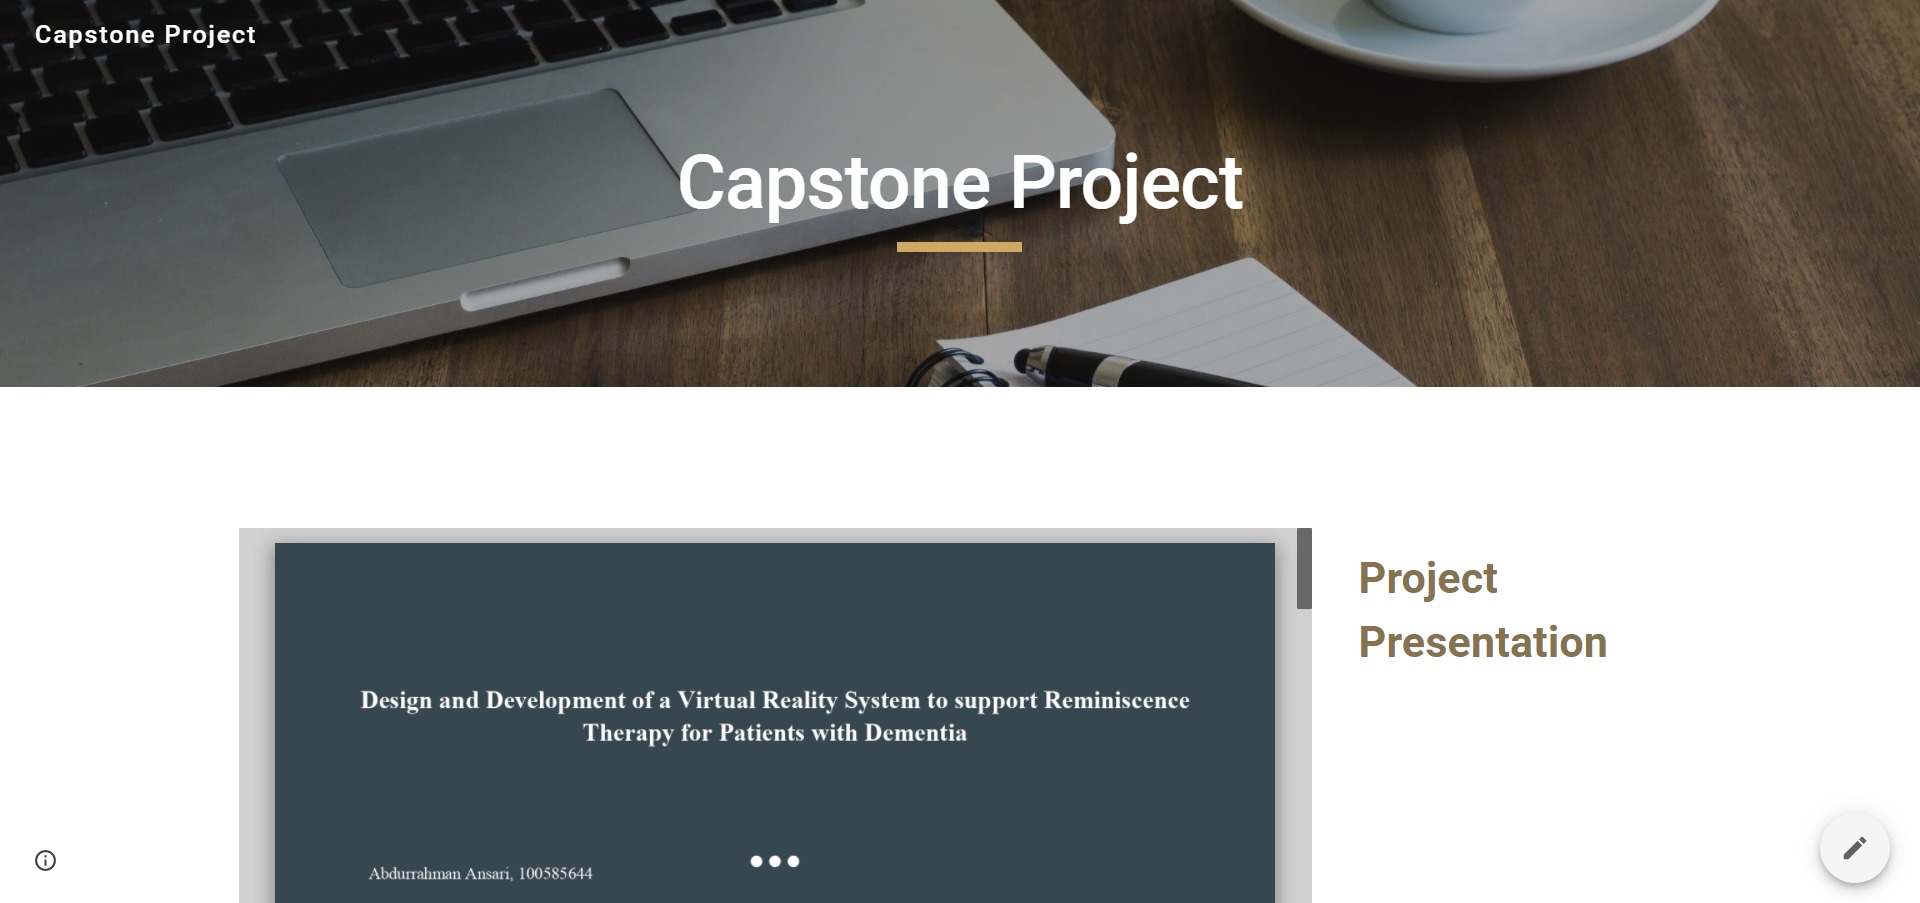 Capstone Project
Capstone Project
Project
Presentation
Design and Development of a Virtual Reality System to support Reminiscence
Therapy for Patients with Dementia
Abdurrahman Ansari, 100585644